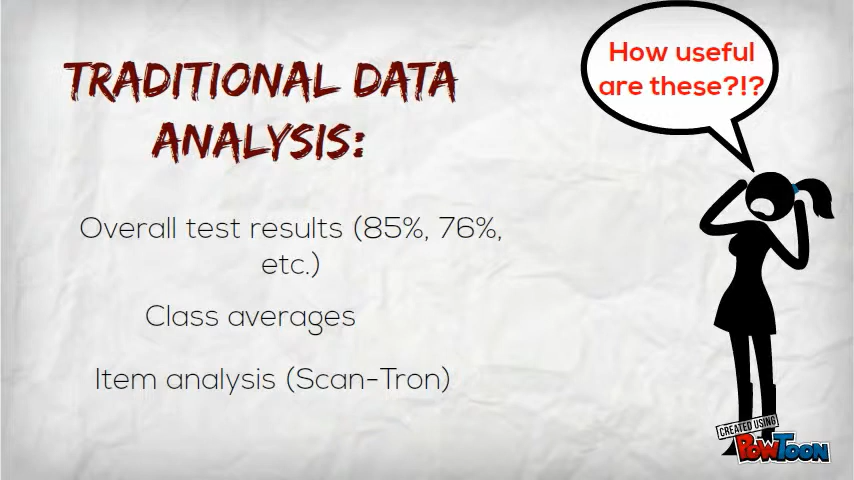 How useful
are these?!?
TRADITIONAL DATA
ANALYSIS:
Overall test results (85%, 76%,
etc.)
Class averages
Item analysis (Scan-Tron)
CREATED USING
POWTOON